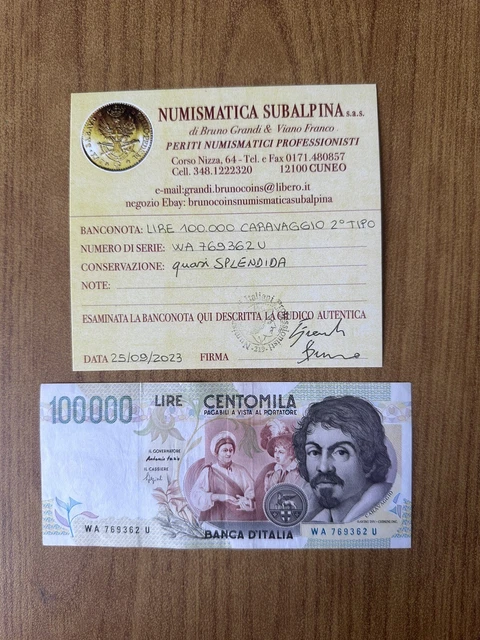 NUMISMATICA SUBALPINA s.a.s.
di Bruno Grandi & Viano Franco
PERITI NUMISMATICI PROFESSIONISTI
Corso Nizza, 64 - Tel. e Fax 0171.480857
Cell. 348.1222320 12100 CUNEO
e-mail:grandi.brunocoins@libero.it
negozio Ebay: brunocoinsnumismaticasubalpina
BANCONOTA: LIRE 100.000 CARAVAGGIO 2° TIPO
NUMERO DI SERIE: WA 769362 U
CONSERVAZIONE: quasi SPLENDIDA
NOTE:
ESAMINATA LA BANCONOTA QUI DESCRITTA LA GIUDICO AUTENTICA
DATA 25/09/2023 FIRMA
100000 LIRE CENTOMILA
PAGABILI A VISTA AL PORTATORE
IL GOVERNATORE
IL CASSIERE
CARAVAGGIO
WA 769362 U
WA 769362 U
BANCA D'ITALIA